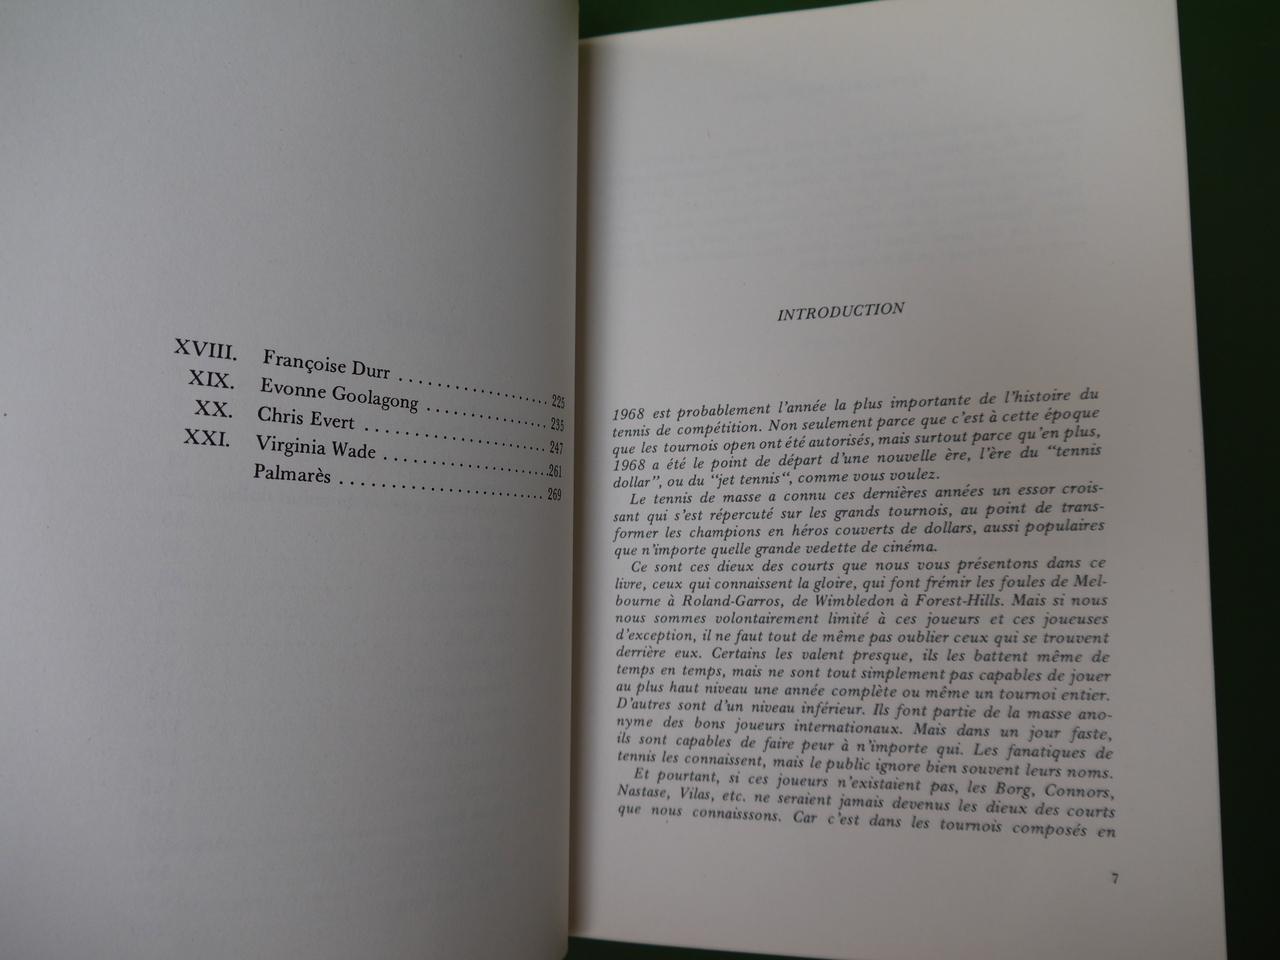 XVIII. Françoise Durr . . . . . . . . . . . . . . . . . . . . 225
XIX. Evonne Goolagong . . . . . . . . . . . . . . . . 235
XX. Chris Evert . . . . . . . . . . . . . . . . . . . . . . . 247
XXI. Virginia Wade . . . . . . . . . . . . . . . . . . . . .261
Palmarès . . . . . . . . . . . . . . . . . . . . . . . . . 269
INTRODUCTION
1968 est probablement l'année la plus importante de l'histoire du
tennis de compétition. Non seulement parce que c'est à cette époque
que les tournois open ont été autorisés, mais surtout parce qu'en plus,
1968 a été le point de départ d'une nouvelle ère, l'ère du "tennis
dollar", ou du "jet tennis“, comme vous voulez.
Le tennis de masse a connu ces dernières années un essor crois-
sant qui s'est répercuté sur les grands tournois, au point de trans-
former les champions en héros couverts de dollars, aussi populaires
que n'importe quelle grande vedette de cinéma.
Ce sont ces dieux des courts que nous vous présentons dans ce
livre, ceux qui connaissent la gloire, qui font frémir les foules de Mel-
bourne à Roland-Garros, de Wimbledon à Forest-Hills. Mais si nous
nous sommes volontairement limité à ces joueurs et ces joueuses
d'exception, il ne faut tout de même pas oublier ceux qui se trouvent
derrière eux. Certains les valent presque, ils les battent même de
temps en temps, mais ne sont tout simplement pas capables de jouer
au plus haut niveau une année complète ou même un tournoi entier.
D'autres sont d'un niveau inférieur. Ils font partie de la masse ano-
nyme des bons joueurs internationaux. Mais dans un jour faste,
ils sont capables de faire peur à n'importe qui. Les fanatiques de
tennis les connaissent, mais le public ignore bien souvent leurs noms.
Et pourtant, si ces joueurs n'existaient pas, les Borg, Connors,
Nastase, Vilas, etc. ne seraient jamais devenus les dieux des courts
que nous connaisssons. Car c'est dans les tournois composés en
7